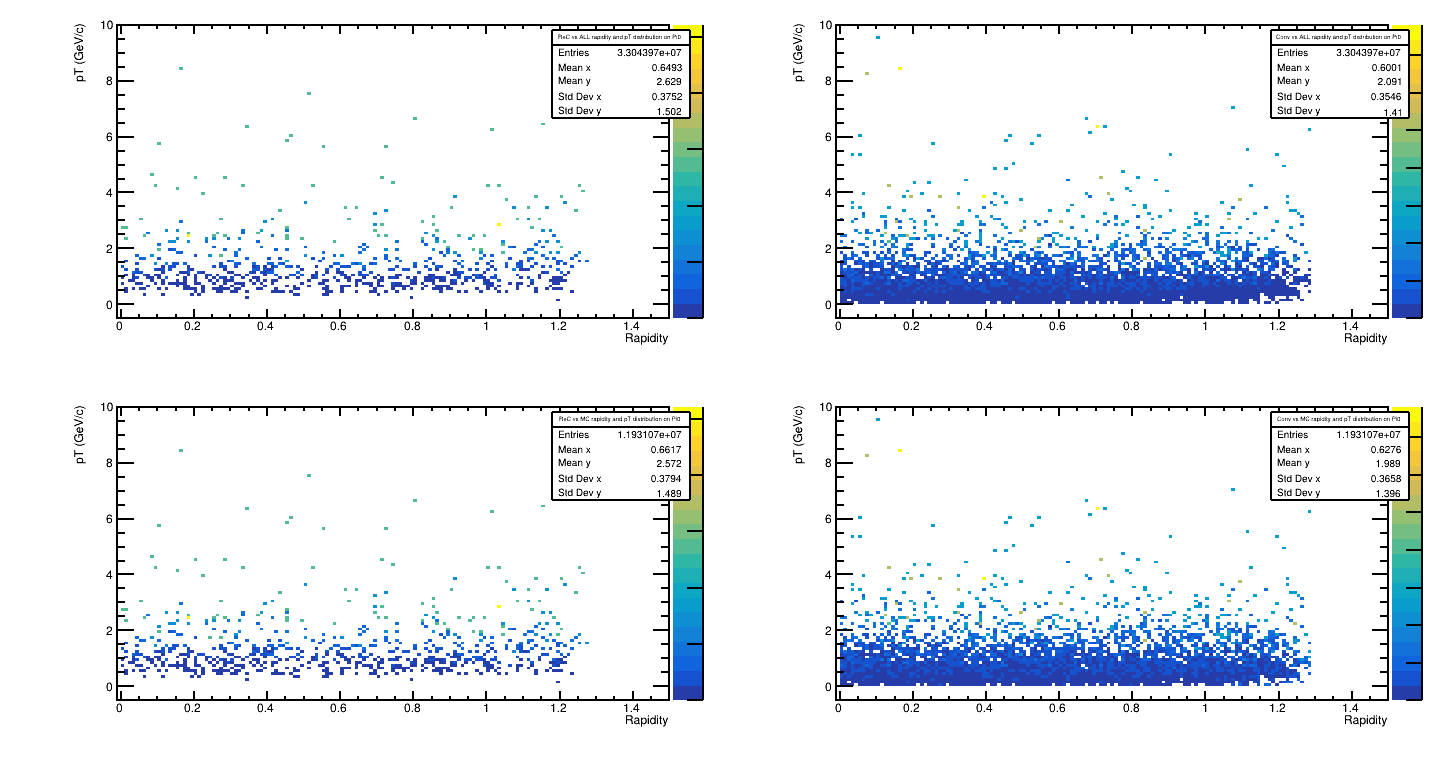 pT (GeV/c)
10
8
6
4
2
0
0 0.2 0.4 0.6 0.8 1 1.2 1.4
Rapidity
ReC vs ALL rapidity and pT distribution on Pi0
Entries 3.304397e+07
Mean x 0.6493
Mean y 2.629
Std Dev x 0.3752
Std Dev y 1.502
pT (GeV/c)
10
8
6
4
2
0
0 0.2 0.4 0.6 0.8 1 1.2 1.4
Rapidity
Conv vs ALL rapidity and pT distribution on Pi0
Entries 3.304397e+07
Mean x 0.6001
Mean y 2.091
Std Dev x 0.3546
Std Dev y 1.41
pT (GeV/c)
10
8
6
4
2
0
0 0.2 0.4 0.6 0.8 1 1.2 1.4
Rapidity
ReC vs MC rapidity and pT distribution on Pi0
Entries 1.193107e+07
Mean x 0.6617
Mean y 2.572
Std Dev x 0.3794
Std Dev y 1.489
pT (GeV/c)
10
8
6
4
2
0
0 0.2 0.4 0.6 0.8 1 1.2 1.4
Rapidity
Conv vs MC rapidity and pT distribution on Pi0
Entries 1.193107e+07
Mean x 0.6276
Mean y 1.989
Std Dev x 0.3658
Std Dev y 1.396